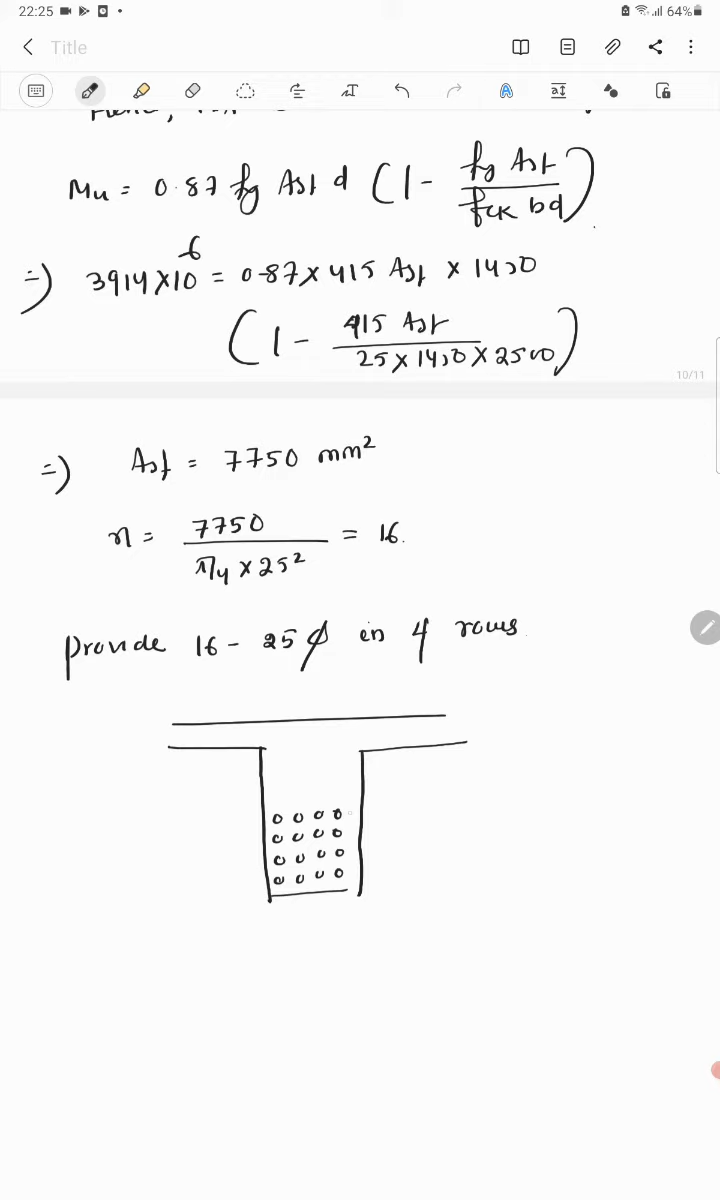 22:25 64%
Title
Mu = 0.87 fy Ast d (1 - fy Ast / fck bd)
=) 3914×10^6 = 0.87×415 Ast × 1430
(1 - 415 Ast / 25×1430×2500)
10/11
=) Ast = 7750 mm²
n = 7750 / π/4 × 25² = 16.
provide 16 - 25φ in 4 rows.